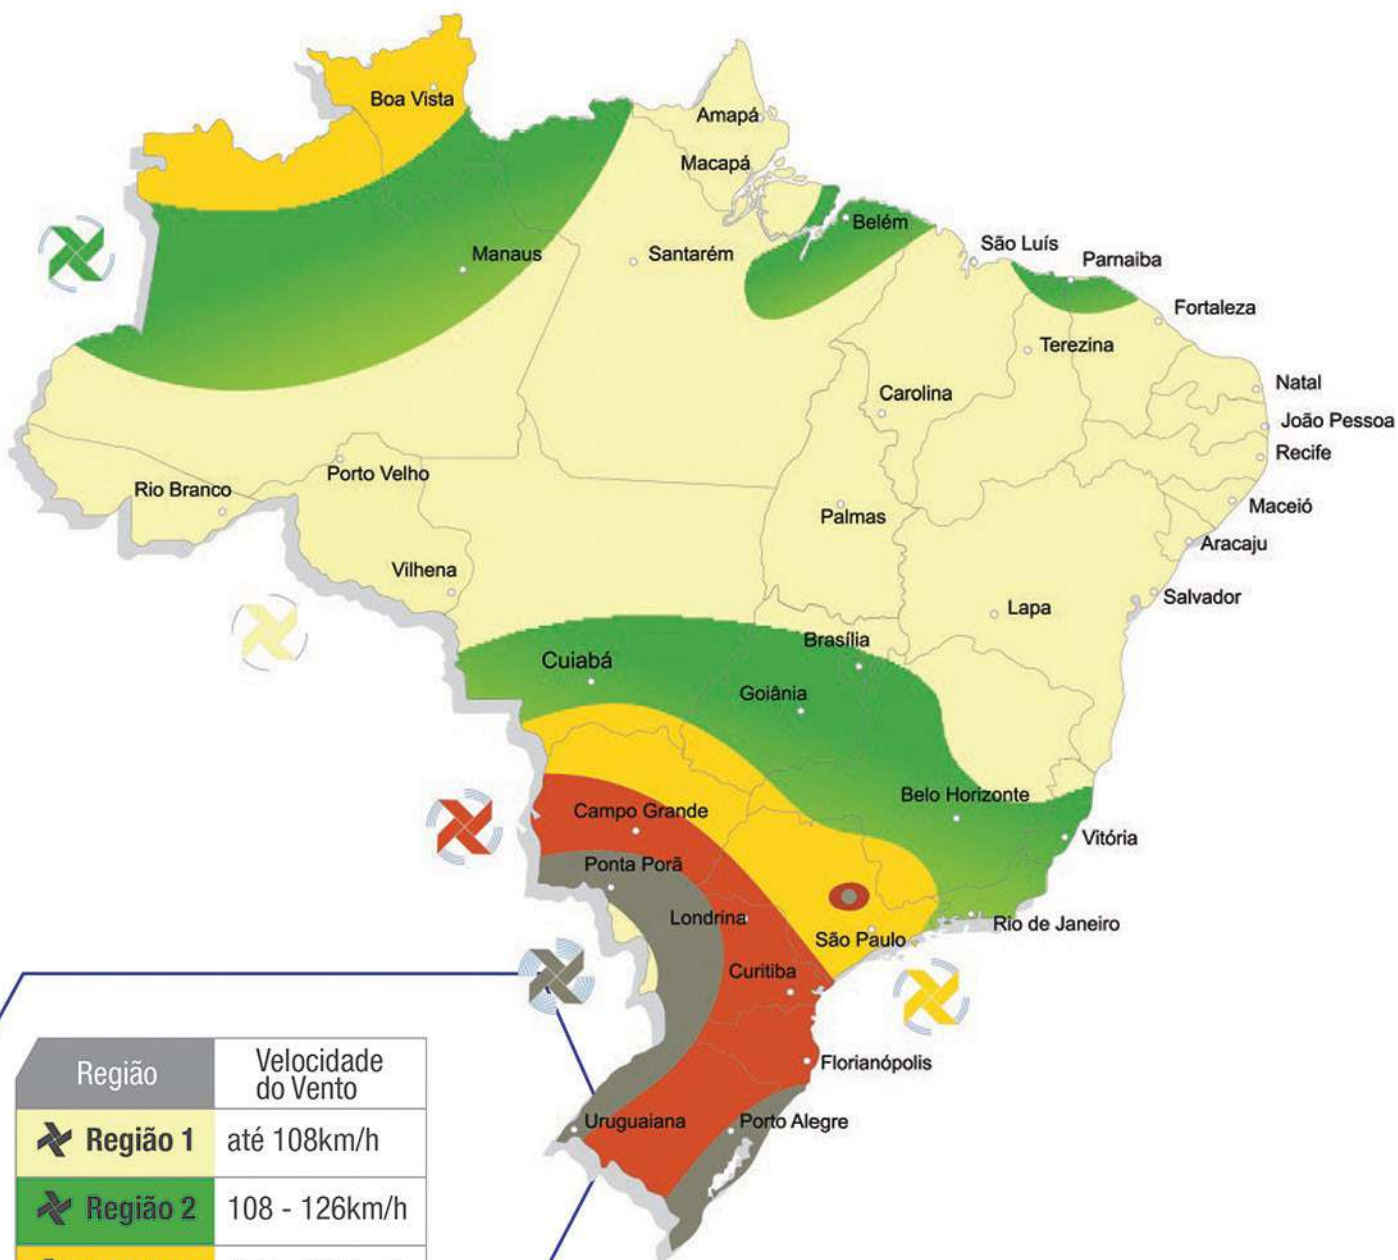 Boa Vista
Amapá
Macapá
Belém
São Luís
Parnaiba
Manaus
Santarém
Fortaleza
Terezina
Natal
Carolina
João Pessoa
Recife
Porto Velho
Rio Branco
Maceió
Palmas
Aracaju
Vilhena
Salvador
Lapa
Brasília
Cuiabá
Goiânia
Belo Horizonte
Campo Grande
Vitória
Ponta Porã
Londrina
Rio de Janeiro
São Paulo
Curitiba
Florianópolis
Uruguaiana
Porto Alegre
Região
Velocidade
do Vento
Região 1 até 108km/h
Região 2 108 - 126km/h